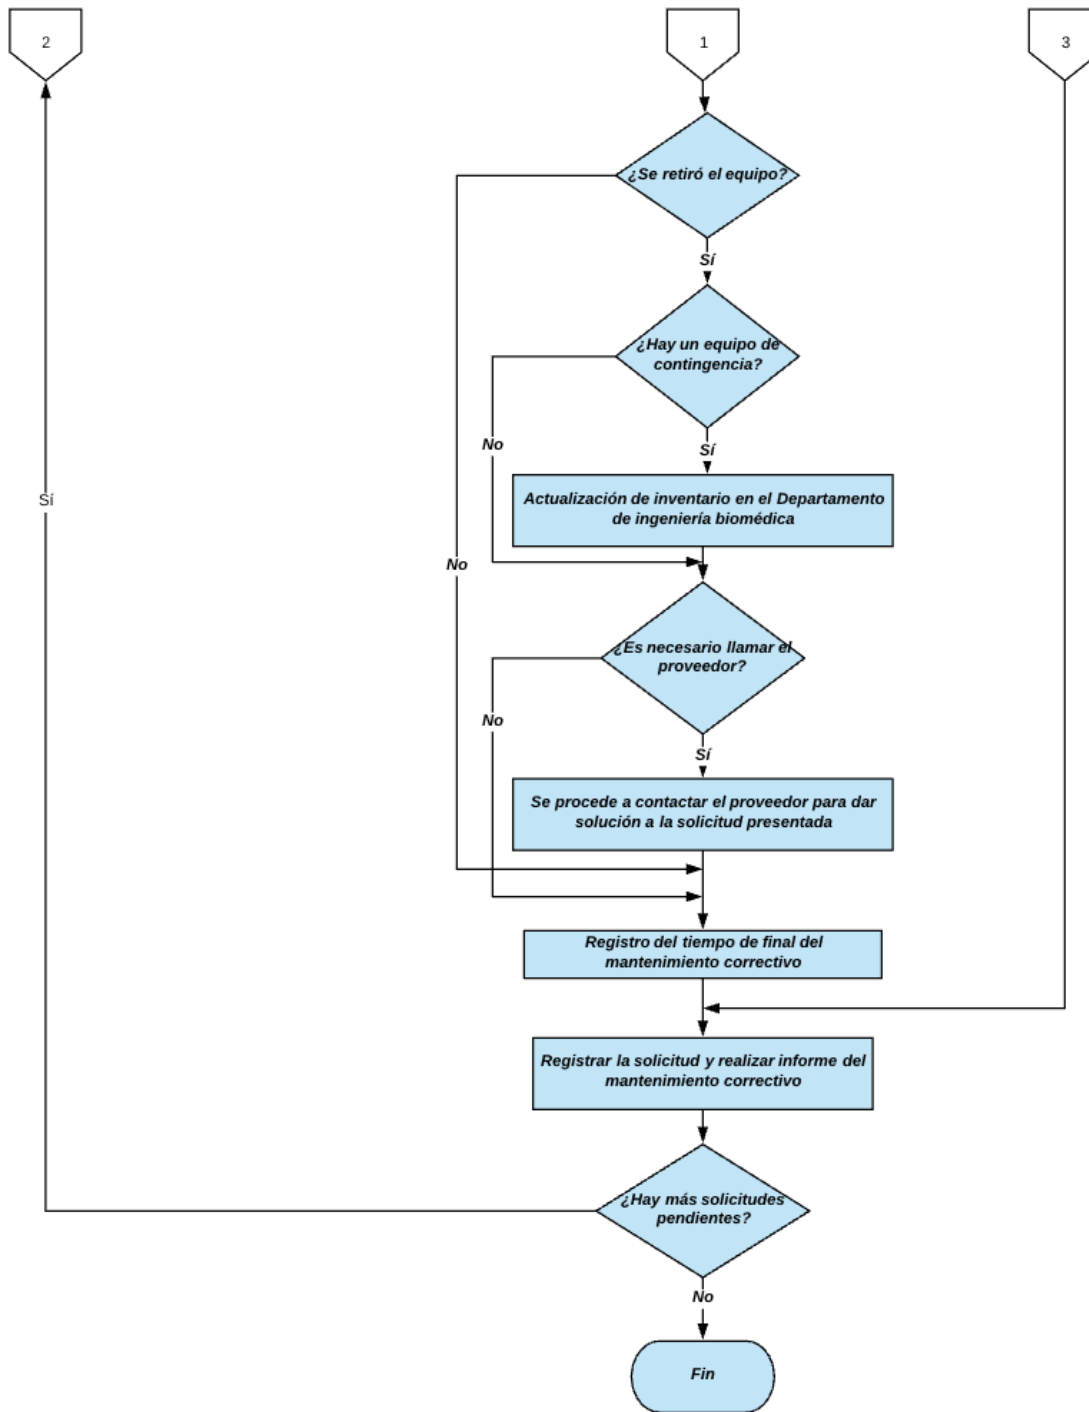 2
1
3
¿Se retiró el equipo?
Sí
¿Hay un equipo de
contingencia?
No
Sí
Sí
Actualización de inventario en el Departamento
de ingeniería biomédica
No
¿Es necesario llamar el
proveedor?
No
Sí
Se procede a contactar el proveedor para dar
solución a la solicitud presentada
Registro del tiempo de final del
mantenimiento correctivo
Registrar la solicitud y realizar informe del
mantenimiento correctivo
¿Hay más solicitudes
pendientes?
No
Fin